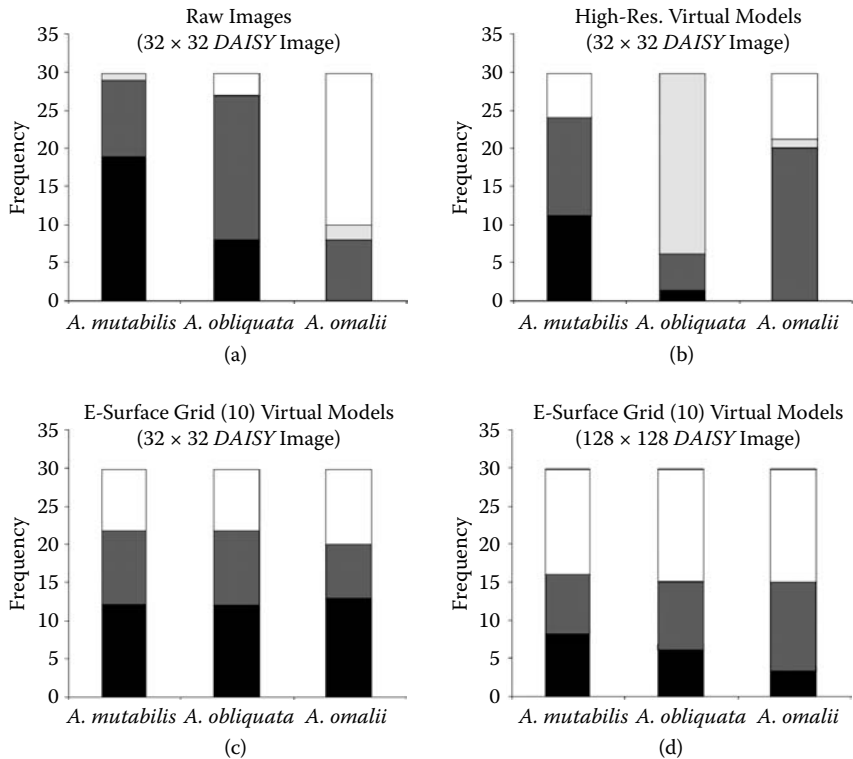 Raw Images
(32 × 32 DAISY Image)
35
30
25
20
15
10
5
0
Frequency
A. mutabilis A. obliquata A. omalii
(a)
High-Res. Virtual Models
(32 × 32 DAISY Image)
35
30
25
20
15
10
5
0
Frequency
A. mutabilis A. obliquata A. omalii
(b)
E-Surface Grid (10) Virtual Models
(32 × 32 DAISY Image)
35
30
25
20
15
10
5
0
Frequency
A. mutabilis A. obliquata A. omalii
(c)
E-Surface Grid (10) Virtual Models
(128 × 128 DAISY Image)
35
30
25
20
15
10
5
0
Frequency
A. mutabilis A. obliquata A. omalii
(d)